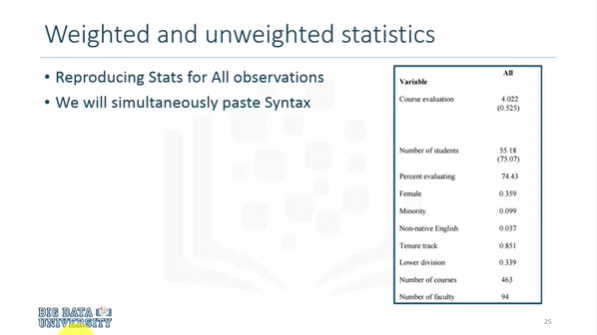 Weighted and unweighted statistics
• Reproducing Stats for All observations
• We will simultaneously paste Syntax
All
Variable
Course evaluation 4.022
(0.525)
Number of students 55.18
(75.07)
Percent evaluating 74.43
Female 0.359
Minority 0.099
Non-native English 0.037
Tenure track 0.851
Lower division 0.339
Number of courses 463
Number of faculty 94
BIG DATA
UNIVERSITY
25